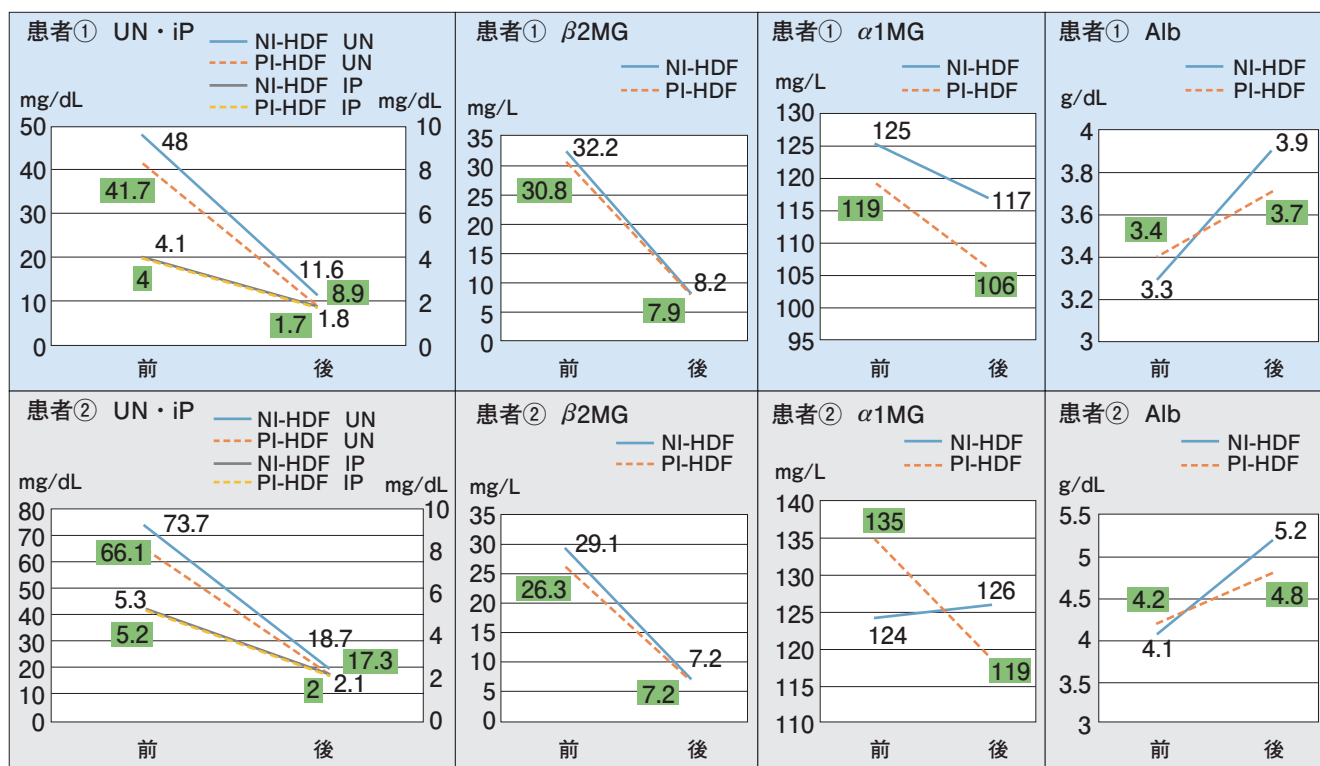 患者① UN・iP
NI-HDF UN
PI-HDF UN
NI-HDF IP
PI-HDF IP
mg/dL
mg/dL
50
40
30
20
10
0
10
8
6
4
2
0
48
41.7
4.1
4
11.6
8.9
1.7
1.8
前
後
患者① β2MG
NI-HDF
PI-HDF
mg/L
35
30
25
20
15
10
5
0
32.2
30.8
8.2
7.9
前
後
患者① α1MG
NI-HDF
PI-HDF
mg/L
130
125
120
115
110
105
100
95
125
119
117
106
前
後
患者① Alb
NI-HDF
PI-HDF
g/dL
4
3.8
3.6
3.4
3.2
3
3.9
3.4
3.7
3.3
前
後
患者② UN・iP
NI-HDF UN
PI-HDF UN
NI-HDF IP
PI-HDF IP
mg/dL
mg/dL
80
70
60
50
40
30
20
10
0
10
8
6
4
2
0
73.7
66.1
5.3
5.2
18.7
17.3
2
2.1
前
後
患者② β2MG
NI-HDF
PI-HDF
mg/L
35
30
25
20
15
10
5
0
29.1
26.3
7.2
7.2
前
後
患者② α1MG
NI-HDF
PI-HDF
mg/L
140
135
130
125
120
115
110
135
126
124
119
前
後
患者② Alb
NI-HDF
PI-HDF
g/dL
5.5
5
4.5
4
3.5
3
5.2
4.2
4.8
4.1
前
後